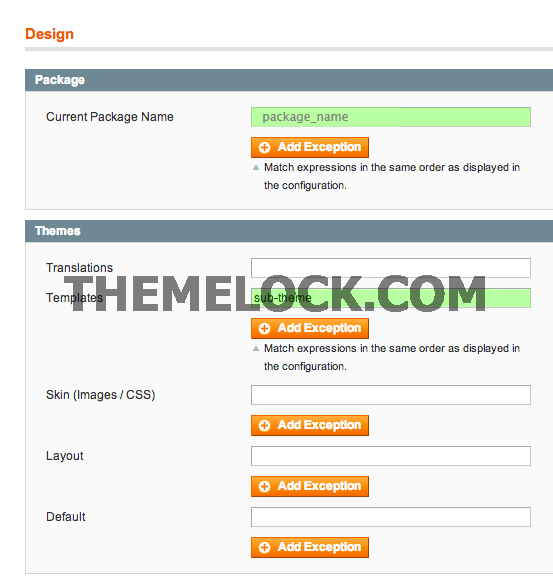 Design
Package
Current Package Name package_name
Add Exception
Match expressions in the same order as displayed in
the configuration.
Themes
Translations
THEMELOCK.COM
Templates sub-theme
Add Exception
Match expressions in the same order as displayed in
the configuration.
Skin (Images / CSS)
Add Exception
Layout
Add Exception
Default
Add Exception